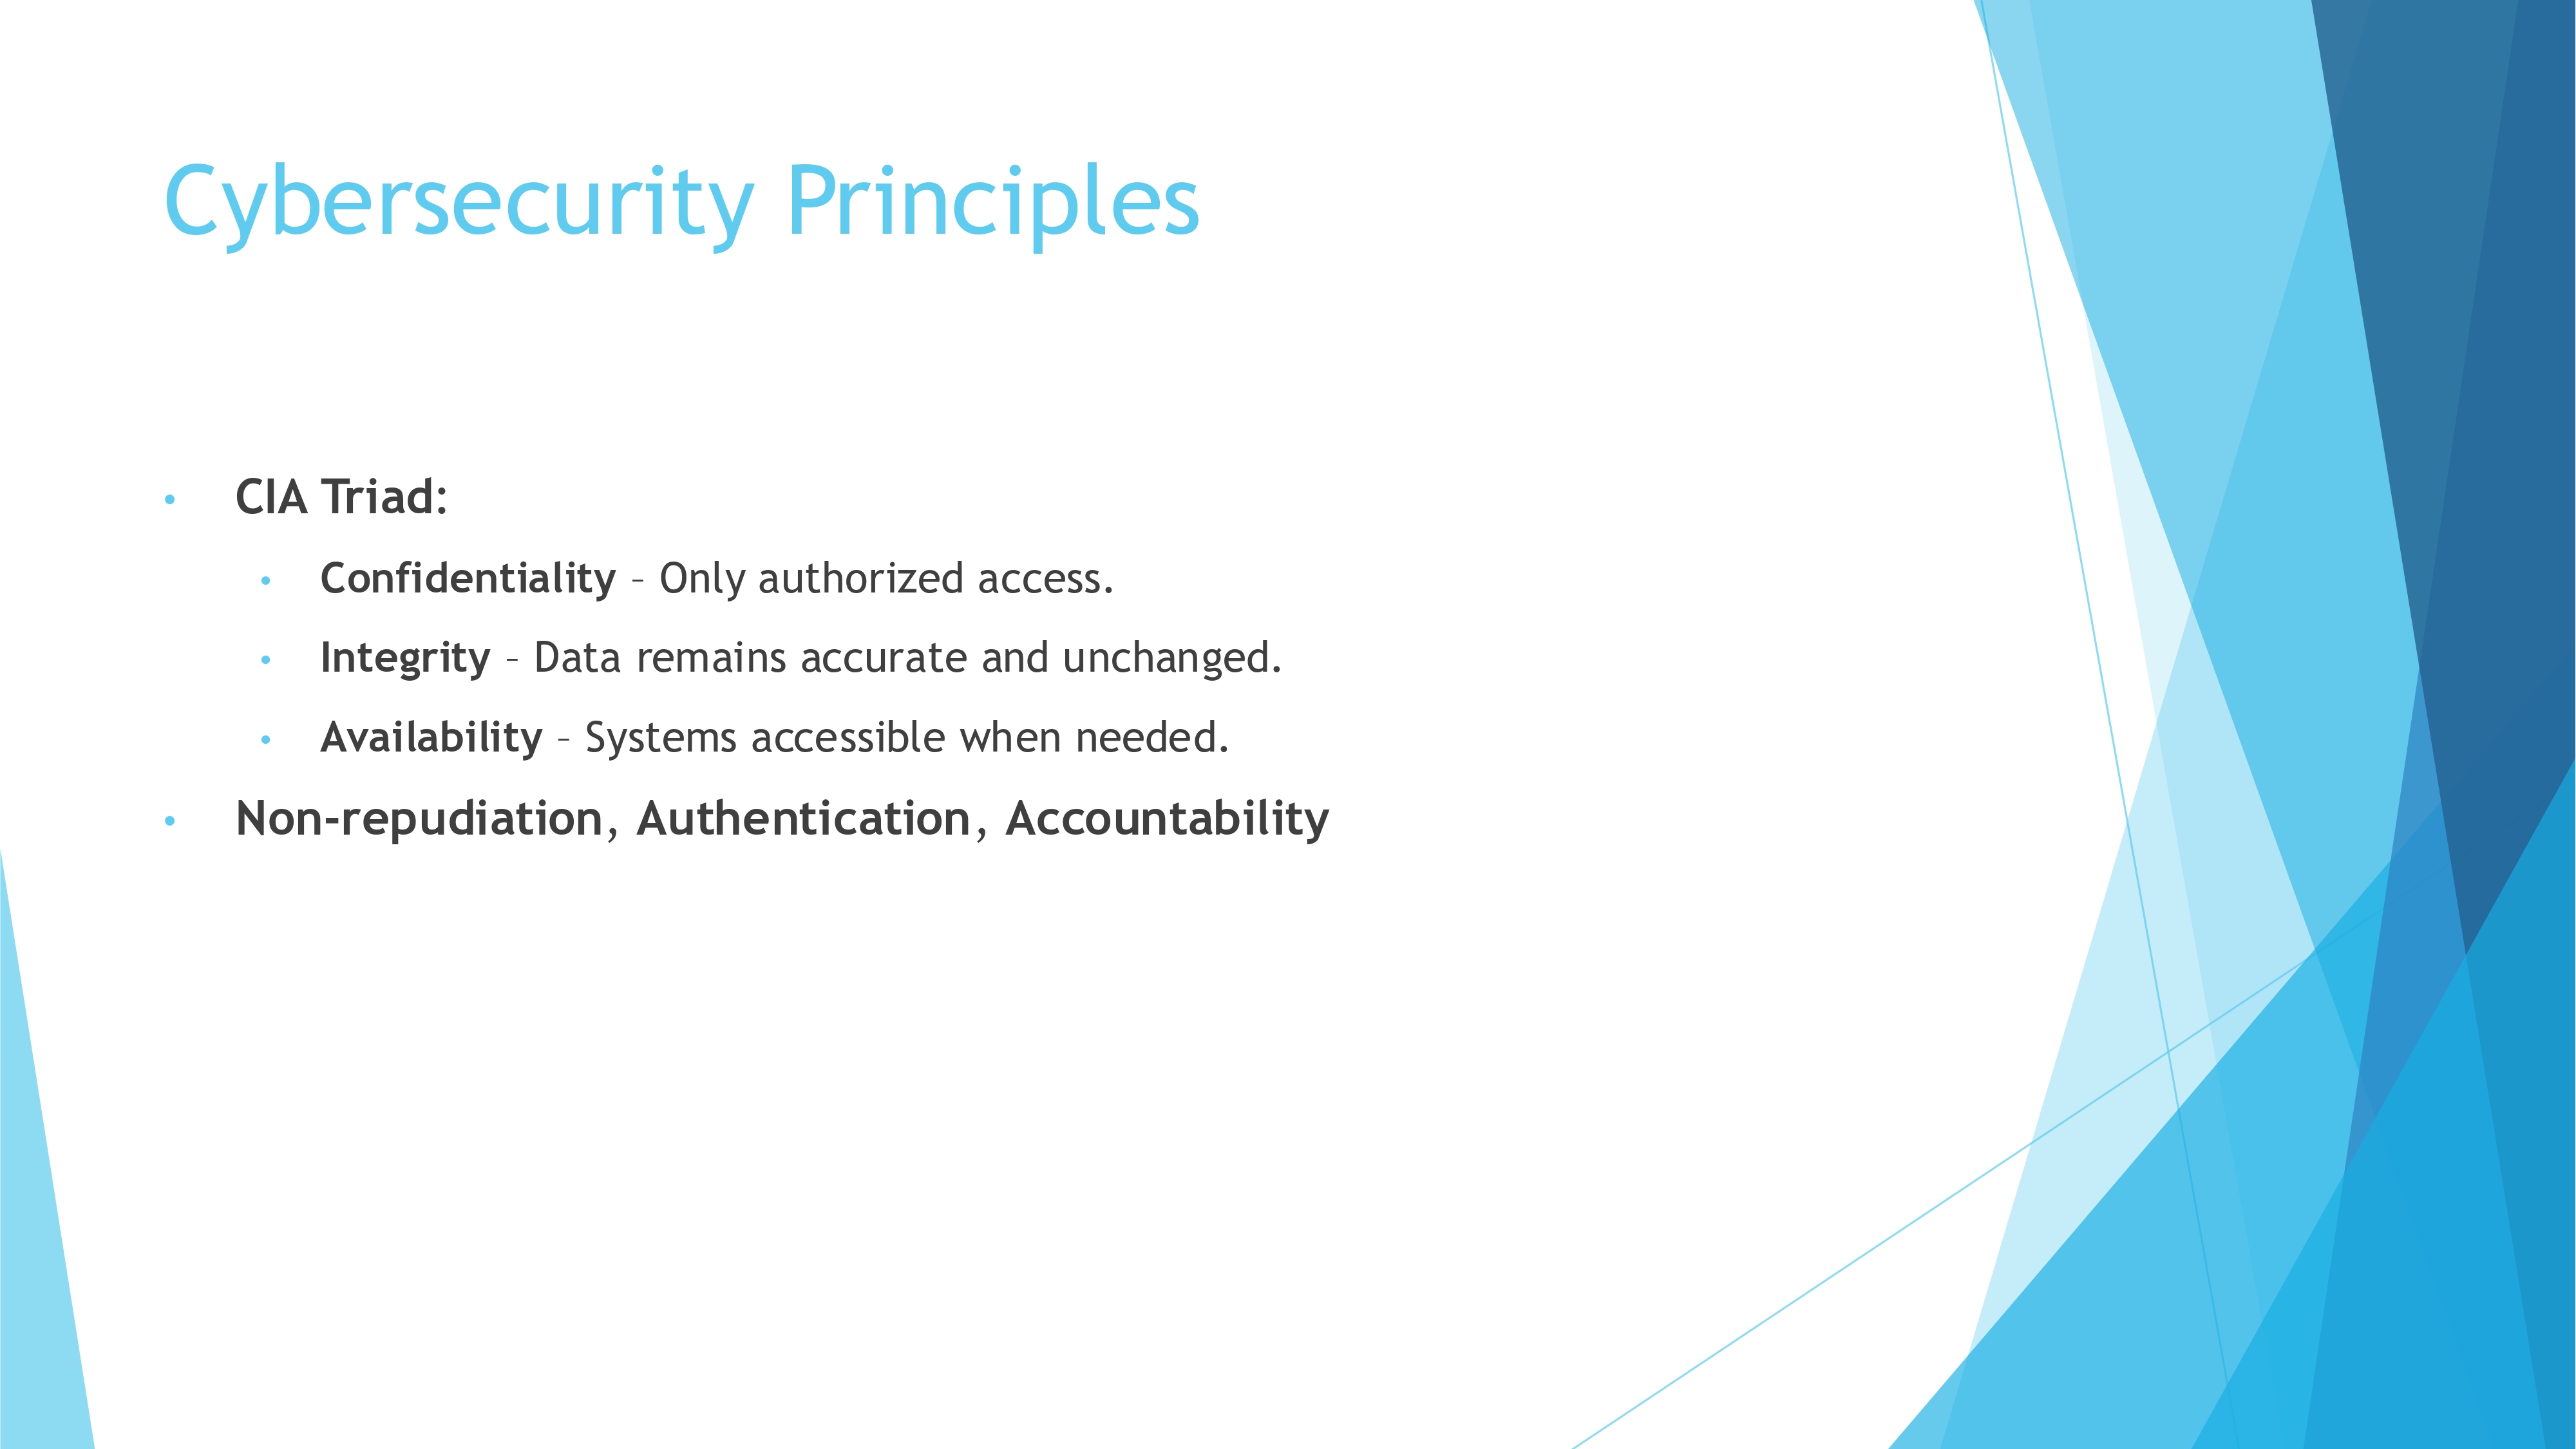 Cybersecurity Principles
• CIA Triad:
• Confidentiality – Only authorized access.
• Integrity – Data remains accurate and unchanged.
• Availability – Systems accessible when needed.
• Non-repudiation, Authentication, Accountability